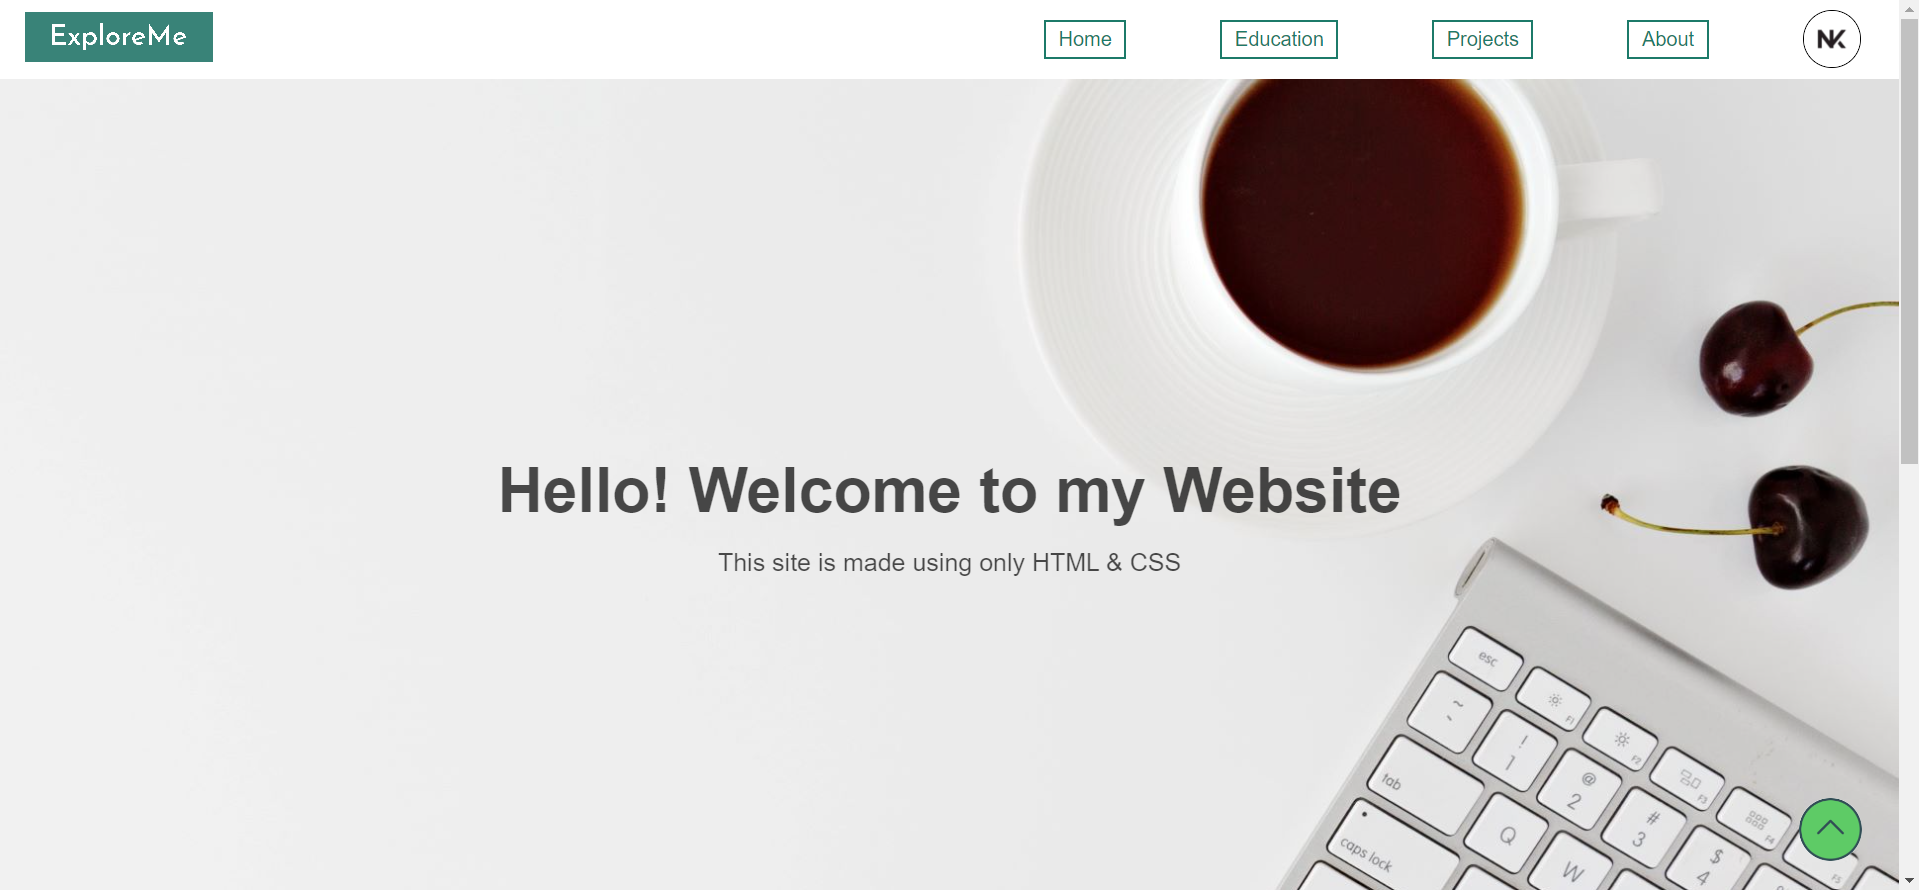 ExploreMe
Home
Education
Projects
About
NK
Hello! Welcome to my Website
This site is made using only HTML & CSS
esc
F1
~
`
!
1
F2
tab
@
2
F3
#
3
F4
caps lock
Q
W
$
4
F5